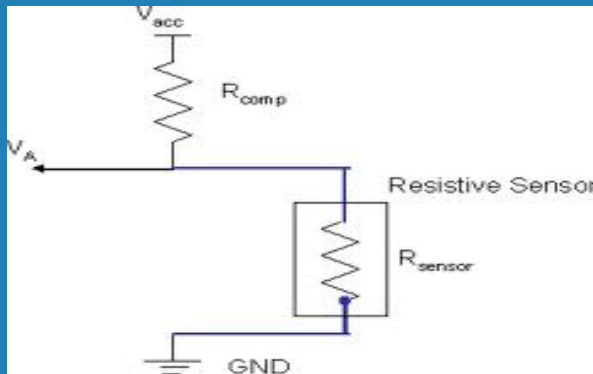 Vacc
Rcomp
VA
Resistive Sensor
Rsensor
GND